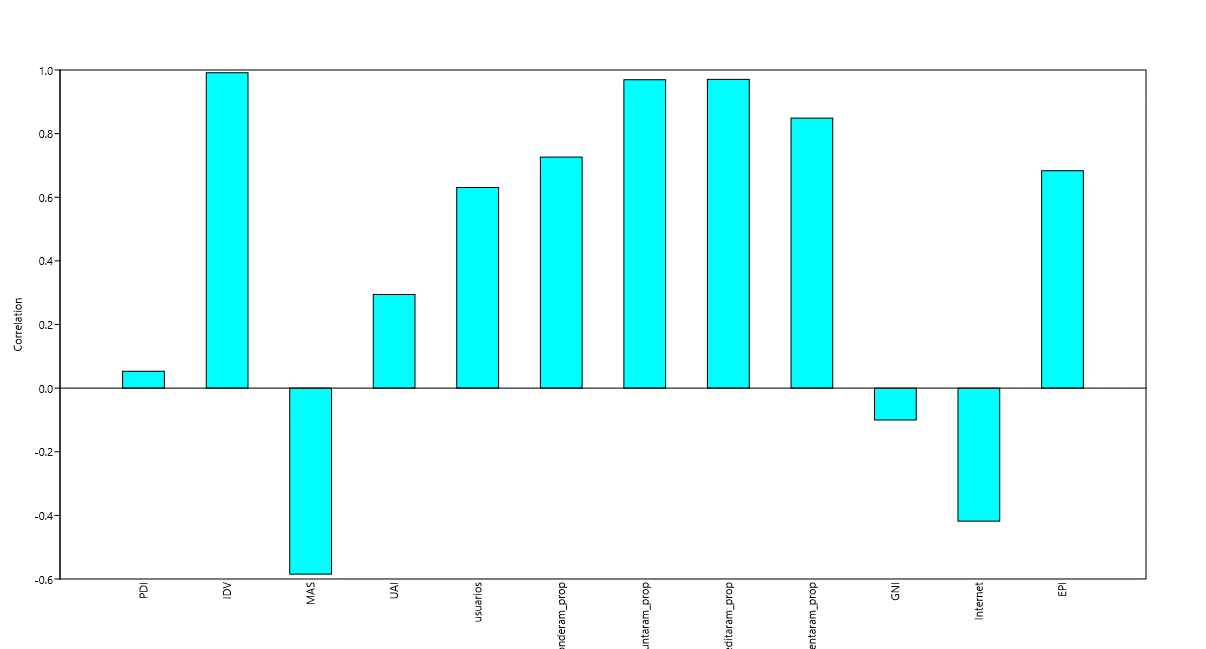 1.0
0.8
0.6
0.4
0.2
0.0
-0.2
-0.4
-0.6
Correlation
PDI
IDV
MAS
UAI
usuarios
onderam_prop
untaram_prop
editaram_prop
entaram_prop
GNI
Internet
EPI